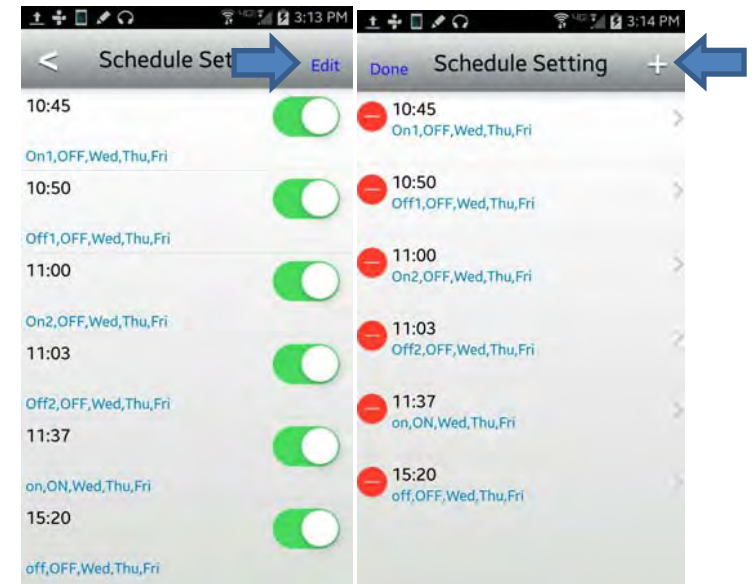 3:13 PM
< Schedule Set Edit
10:45
On1,OFF,Wed,Thu,Fri
10:50
Off1,OFF,Wed,Thu,Fri
11:00
On2,OFF,Wed,Thu,Fri
11:03
Off2,OFF,Wed,Thu,Fri
11:37
on,ON,Wed,Thu,Fri
15:20
off,OFF,Wed,Thu,Fri
3:14 PM
Done Schedule Setting +
10:45
On1,OFF,Wed,Thu,Fri
10:50
Off1,OFF,Wed,Thu,Fri
11:00
On2,OFF,Wed,Thu,Fri
11:03
Off2,OFF,Wed,Thu,Fri
11:37
on,ON,Wed,Thu,Fri
15:20
off,OFF,Wed,Thu,Fri